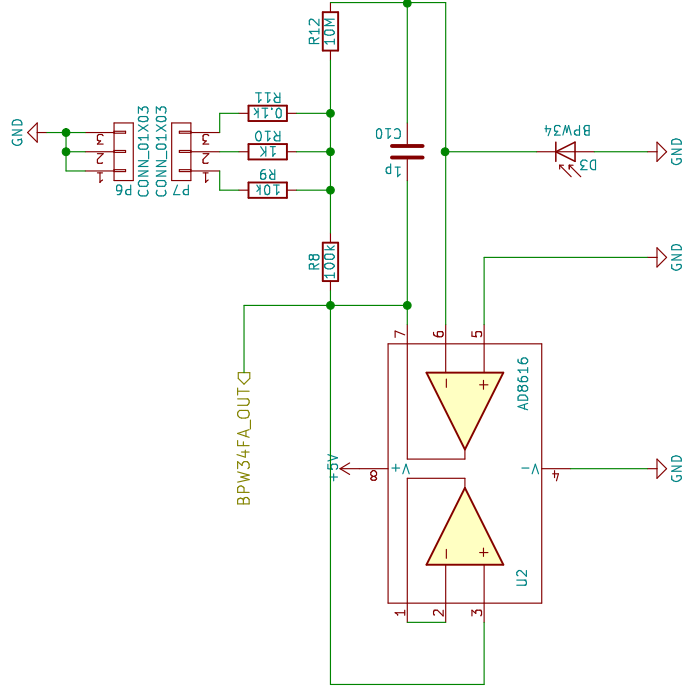 R12
10M
GND
3
2
1
P6
CONN_01X03
CONN_01X03
P7
3
2
1
R11
0.1k
R10
1K
R9
10k
R8
100k
C10
1p
BPW34
D3
GND
GND
7
6
5
−
+
AD8616
BPW34FA_OUT
+5V
8
V+
V−
4
GND
−
+
U2
1
2
3